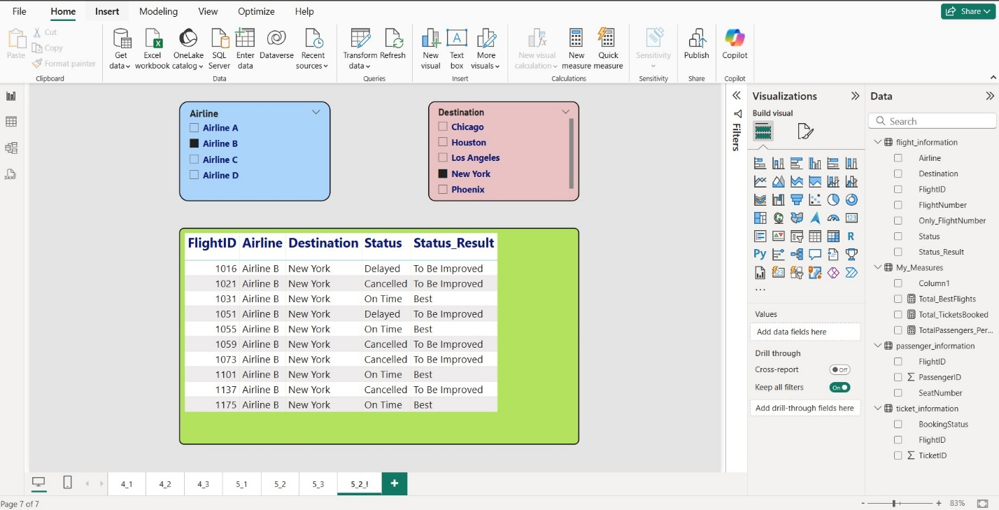 File Home Insert Modeling View Optimize Help Share
Paste
Cut
Copy
Format painter
Clipboard
Get data
Excel workbook
OneLake catalog
SQL Server
Enter data
Dataverse
Recent sources
Data
Transform data
Refresh
Queries
New visual
Text box
More visuals
Insert
New visual calculation
New measure
Quick measure
Calculations
Sensitivity
Sensitivity
Publish
Share
Copilot
Copilot
Airline
Airline A
Airline B
Airline C
Airline D
Destination
Chicago
Houston
Los Angeles
New York
Phoenix
FlightID Airline Destination Status Status_Result
1016 Airline B New York Delayed To Be Improved
1021 Airline B New York Cancelled To Be Improved
1031 Airline B New York On Time Best
1051 Airline B New York Delayed To Be Improved
1055 Airline B New York On Time Best
1059 Airline B New York Cancelled To Be Improved
1073 Airline B New York Cancelled To Be Improved
1101 Airline B New York On Time Best
1137 Airline B New York Cancelled To Be Improved
1175 Airline B New York On Time Best
Filters
Visualizations
Build visual
123
R
Py
Values
Add data fields here
Drill through
Cross-report Off
Keep all filters On
Add drill-through fields here
Data
Search
flight_information
Airline
Destination
FlightID
FlightNumber
Only_FlightNumber
Status
Status_Result
My_Measures
Column1
Total_BestFlights
Total_TicketsBooked
TotalPassengers_Per...
passenger_information
FlightID
PassengerID
SeatNumber
ticket_information
BookingStatus
FlightID
TicketID
4_1 4_2 4_3 5_1 5_2 5_3 5_2_! +
Page 7 of 7
- + 83%